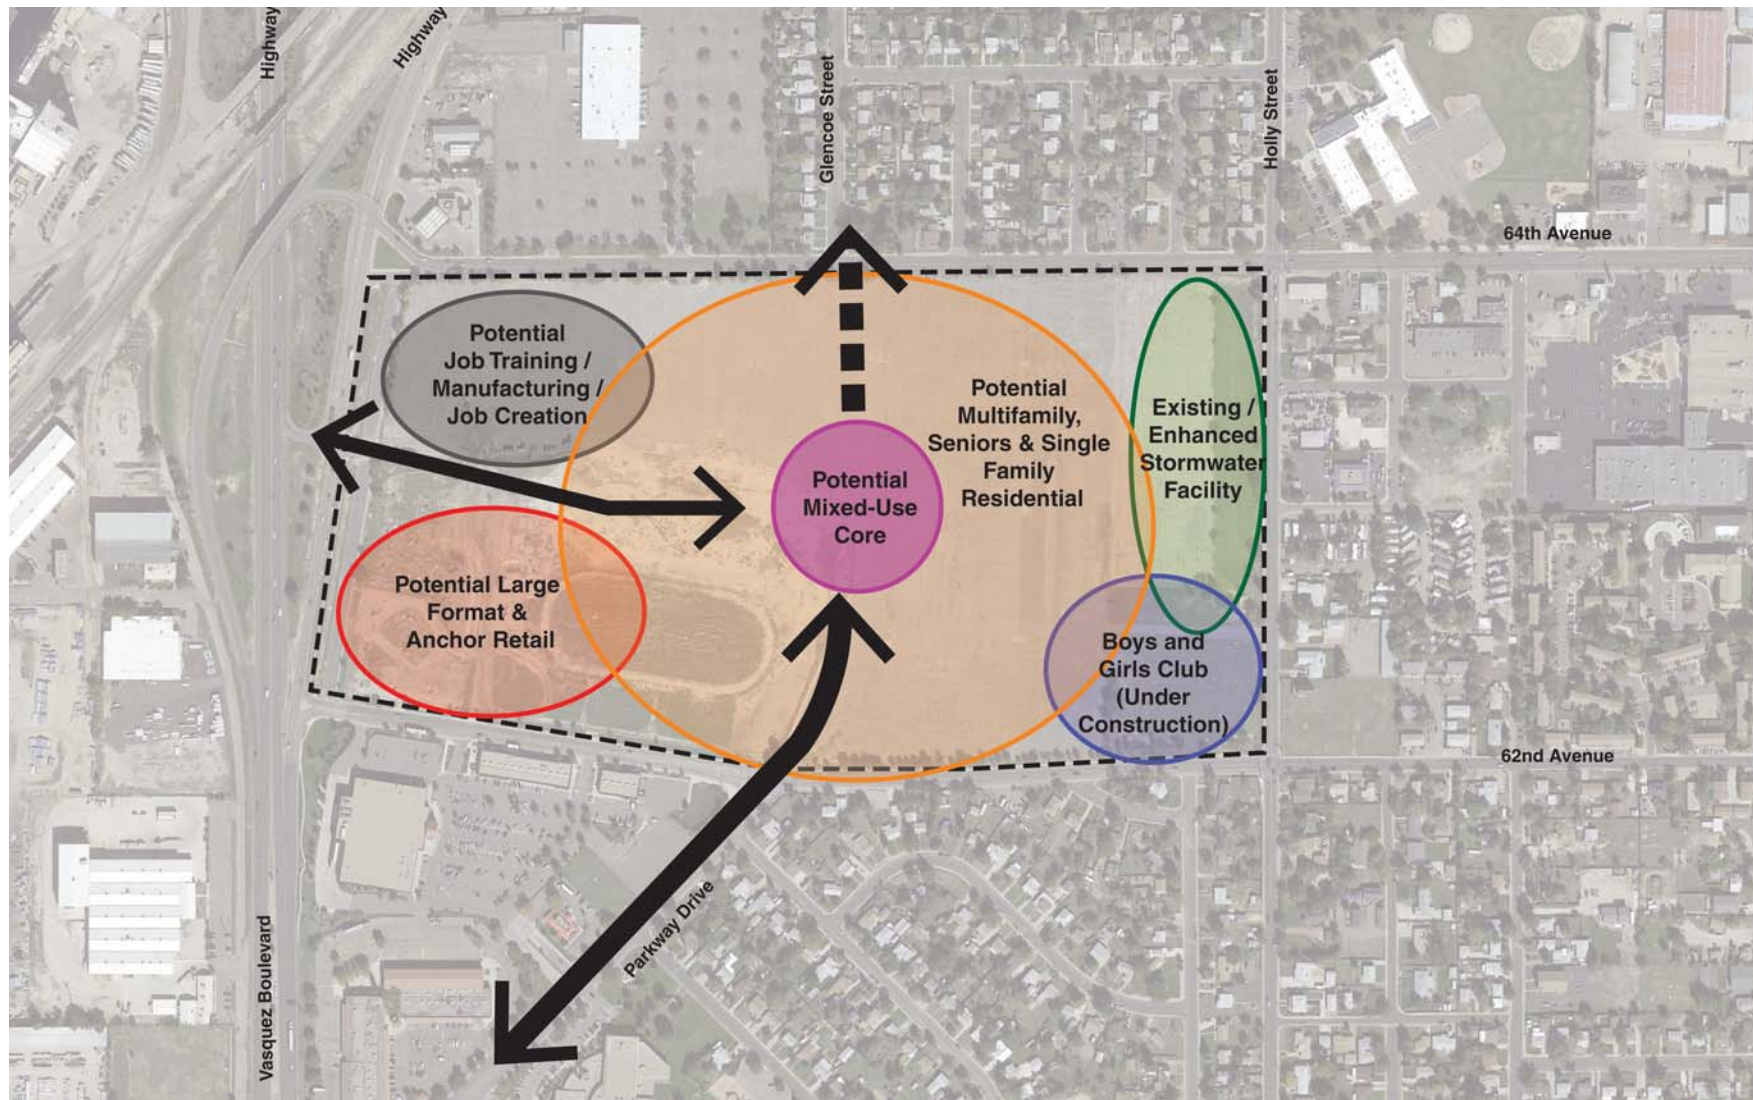 Highway
Highway
Glencoe Street
Holly Street
64th Avenue
Potential
Job Training /
Manufacturing /
Job Creation
Potential
Multifamily,
Seniors & Single
Family
Residential
Existing /
Enhanced
Stormwater
Facility
Potential
Mixed-Use
Core
Potential Large
Format &
Anchor Retail
Boys and
Girls Club
(Under
Construction)
62nd Avenue
Parkway Drive
Vasquez Boulevard